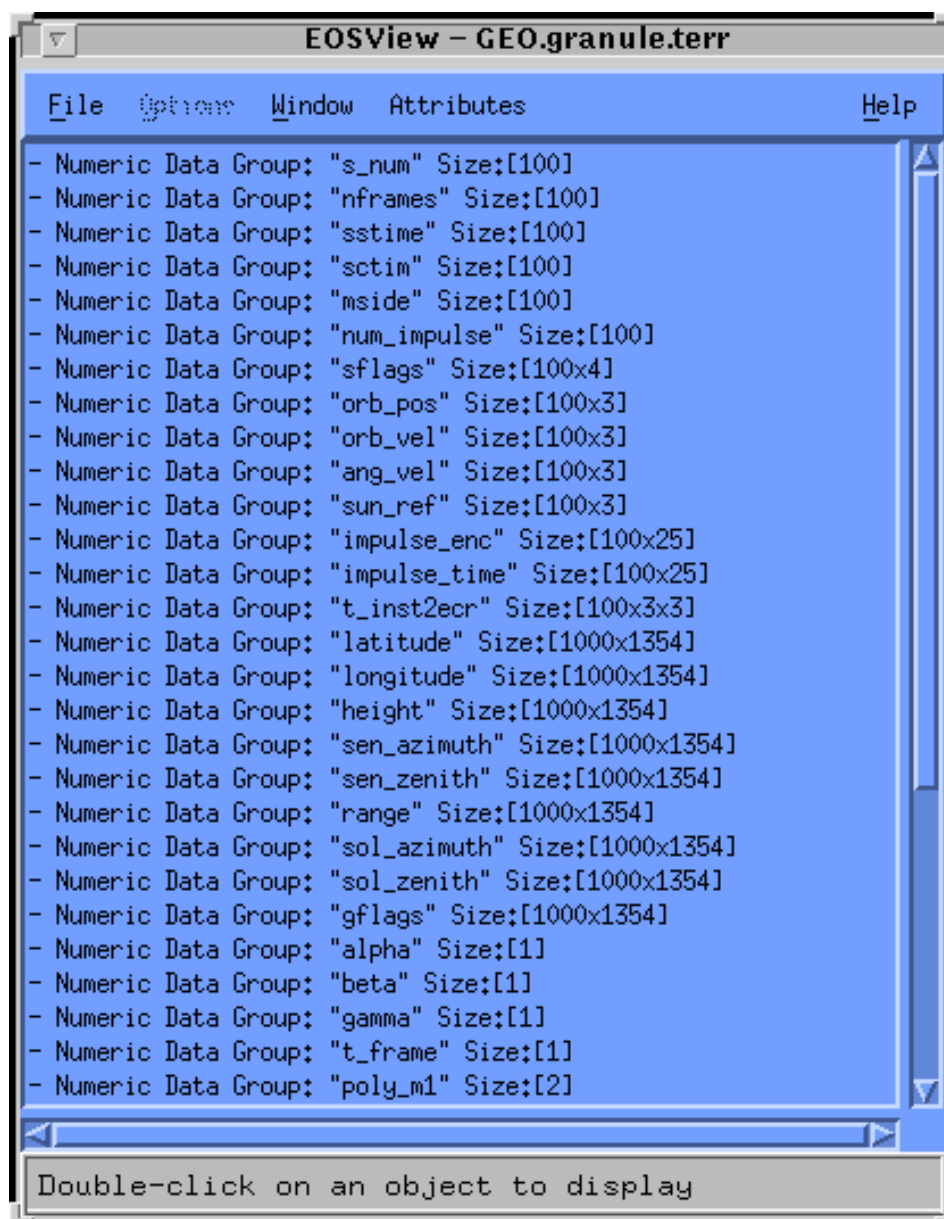 EOSView – GEO.granule.terr
File Options Window Attributes Help
- Numeric Data Group: "s_num" Size:[100]
- Numeric Data Group: "nframes" Size:[100]
- Numeric Data Group: "sstime" Size:[100]
- Numeric Data Group: "sctim" Size:[100]
- Numeric Data Group: "mside" Size:[100]
- Numeric Data Group: "num_impulse" Size:[100]
- Numeric Data Group: "sflags" Size:[100x4]
- Numeric Data Group: "orb_pos" Size:[100x3]
- Numeric Data Group: "orb_vel" Size:[100x3]
- Numeric Data Group: "ang_vel" Size:[100x3]
- Numeric Data Group: "sun_ref" Size:[100x3]
- Numeric Data Group: "impulse_enc" Size:[100x25]
- Numeric Data Group: "impulse_time" Size:[100x25]
- Numeric Data Group: "t_inst2ecr" Size:[100x3x3]
- Numeric Data Group: "latitude" Size:[1000x1354]
- Numeric Data Group: "longitude" Size:[1000x1354]
- Numeric Data Group: "height" Size:[1000x1354]
- Numeric Data Group: "sen_azimuth" Size:[1000x1354]
- Numeric Data Group: "sen_zenith" Size:[1000x1354]
- Numeric Data Group: "range" Size:[1000x1354]
- Numeric Data Group: "sol_azimuth" Size:[1000x1354]
- Numeric Data Group: "sol_zenith" Size:[1000x1354]
- Numeric Data Group: "gflags" Size:[1000x1354]
- Numeric Data Group: "alpha" Size:[1]
- Numeric Data Group: "beta" Size:[1]
- Numeric Data Group: "gamma" Size:[1]
- Numeric Data Group: "t_frame" Size:[1]
- Numeric Data Group: "poly_m1" Size:[2]
Double-click on an object to display